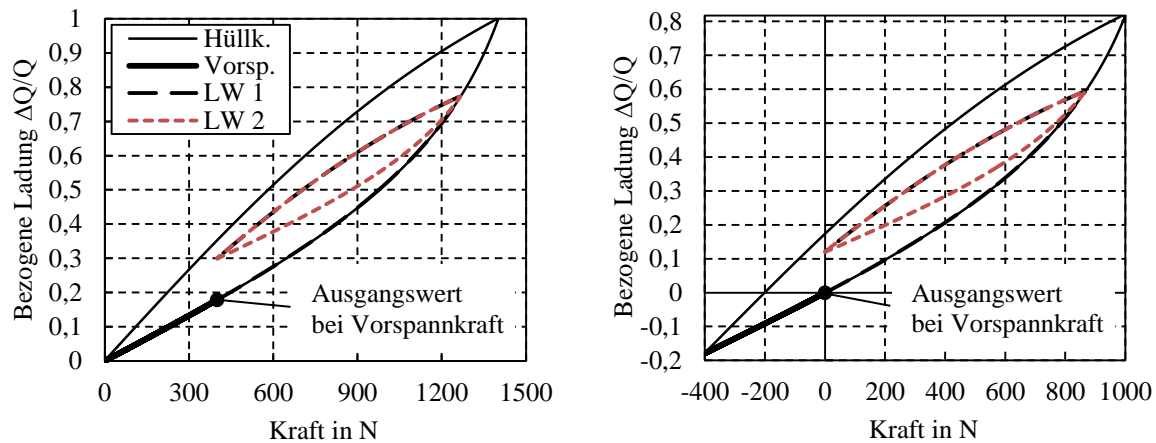 Bezogene Ladung ΔQ/Q
1
0,9
0,8
0,7
0,6
0,5
0,4
0,3
0,2
0,1
0
Hüllk.
Vorsp.
LW 1
LW 2
Ausgangswert
bei Vorspannkraft
0 300 600 900 1200 1500
Kraft in N
Bezogene Ladung ΔQ/Q
0,8
0,7
0,6
0,5
0,4
0,3
0,2
0,1
0
-0,1
-0,2
Ausgangswert
bei Vorspannkraft
-400 -200 0 200 400 600 800 1000
Kraft in N